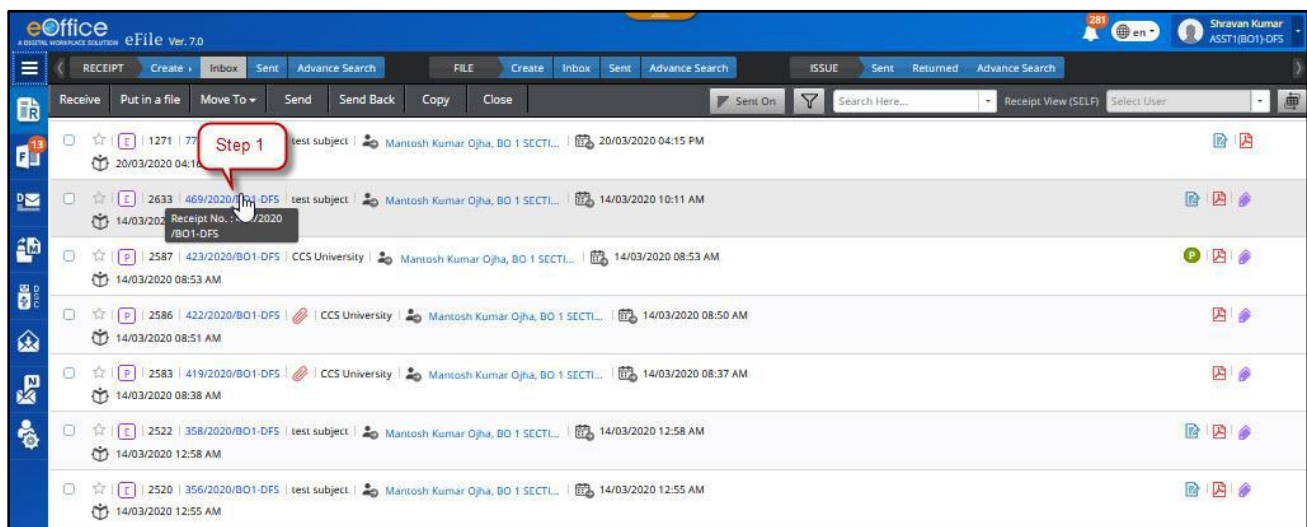 eOffice
A DIGITAL WORKPLACE SOLUTION eFile Ver. 7.0
281 en Shravan Kumar
ASST1(BO1)-DFS
RECEIPT Create Inbox Sent Advance Search FILE Create Inbox Sent Advance Search ISSUE Sent Returned Advance Search
Receive Put in a file Move To Send Send Back Copy Close Sent On Search Here... Receipt View (SELF) Select User
R
13
F
D
M
DSC
N
Step 1
E 1271 77 test subject Mantosh Kumar Ojha, BO 1 SECTI... 20/03/2020 04:15 PM
20/03/2020 04:16
E 2633 469/2020/BO1-DFS test subject Mantosh Kumar Ojha, BO 1 SECTI... 14/03/2020 10:11 AM
14/03/202
Receipt No. : /2020
/BO1-DFS
P 2587 423/2020/BO1-DFS CCS University Mantosh Kumar Ojha, BO 1 SECTI... 14/03/2020 08:53 AM P
14/03/2020 08:53 AM
P 2586 422/2020/BO1-DFS CCS University Mantosh Kumar Ojha, BO 1 SECTI... 14/03/2020 08:50 AM
14/03/2020 08:51 AM
P 2583 419/2020/BO1-DFS CCS University Mantosh Kumar Ojha, BO 1 SECTI... 14/03/2020 08:37 AM
14/03/2020 08:38 AM
E 2522 358/2020/BO1-DFS test subject Mantosh Kumar Ojha, BO 1 SECTI... 14/03/2020 12:58 AM
14/03/2020 12:58 AM
E 2520 356/2020/BO1-DFS test subject Mantosh Kumar Ojha, BO 1 SECTI... 14/03/2020 12:55 AM
14/03/2020 12:55 AM